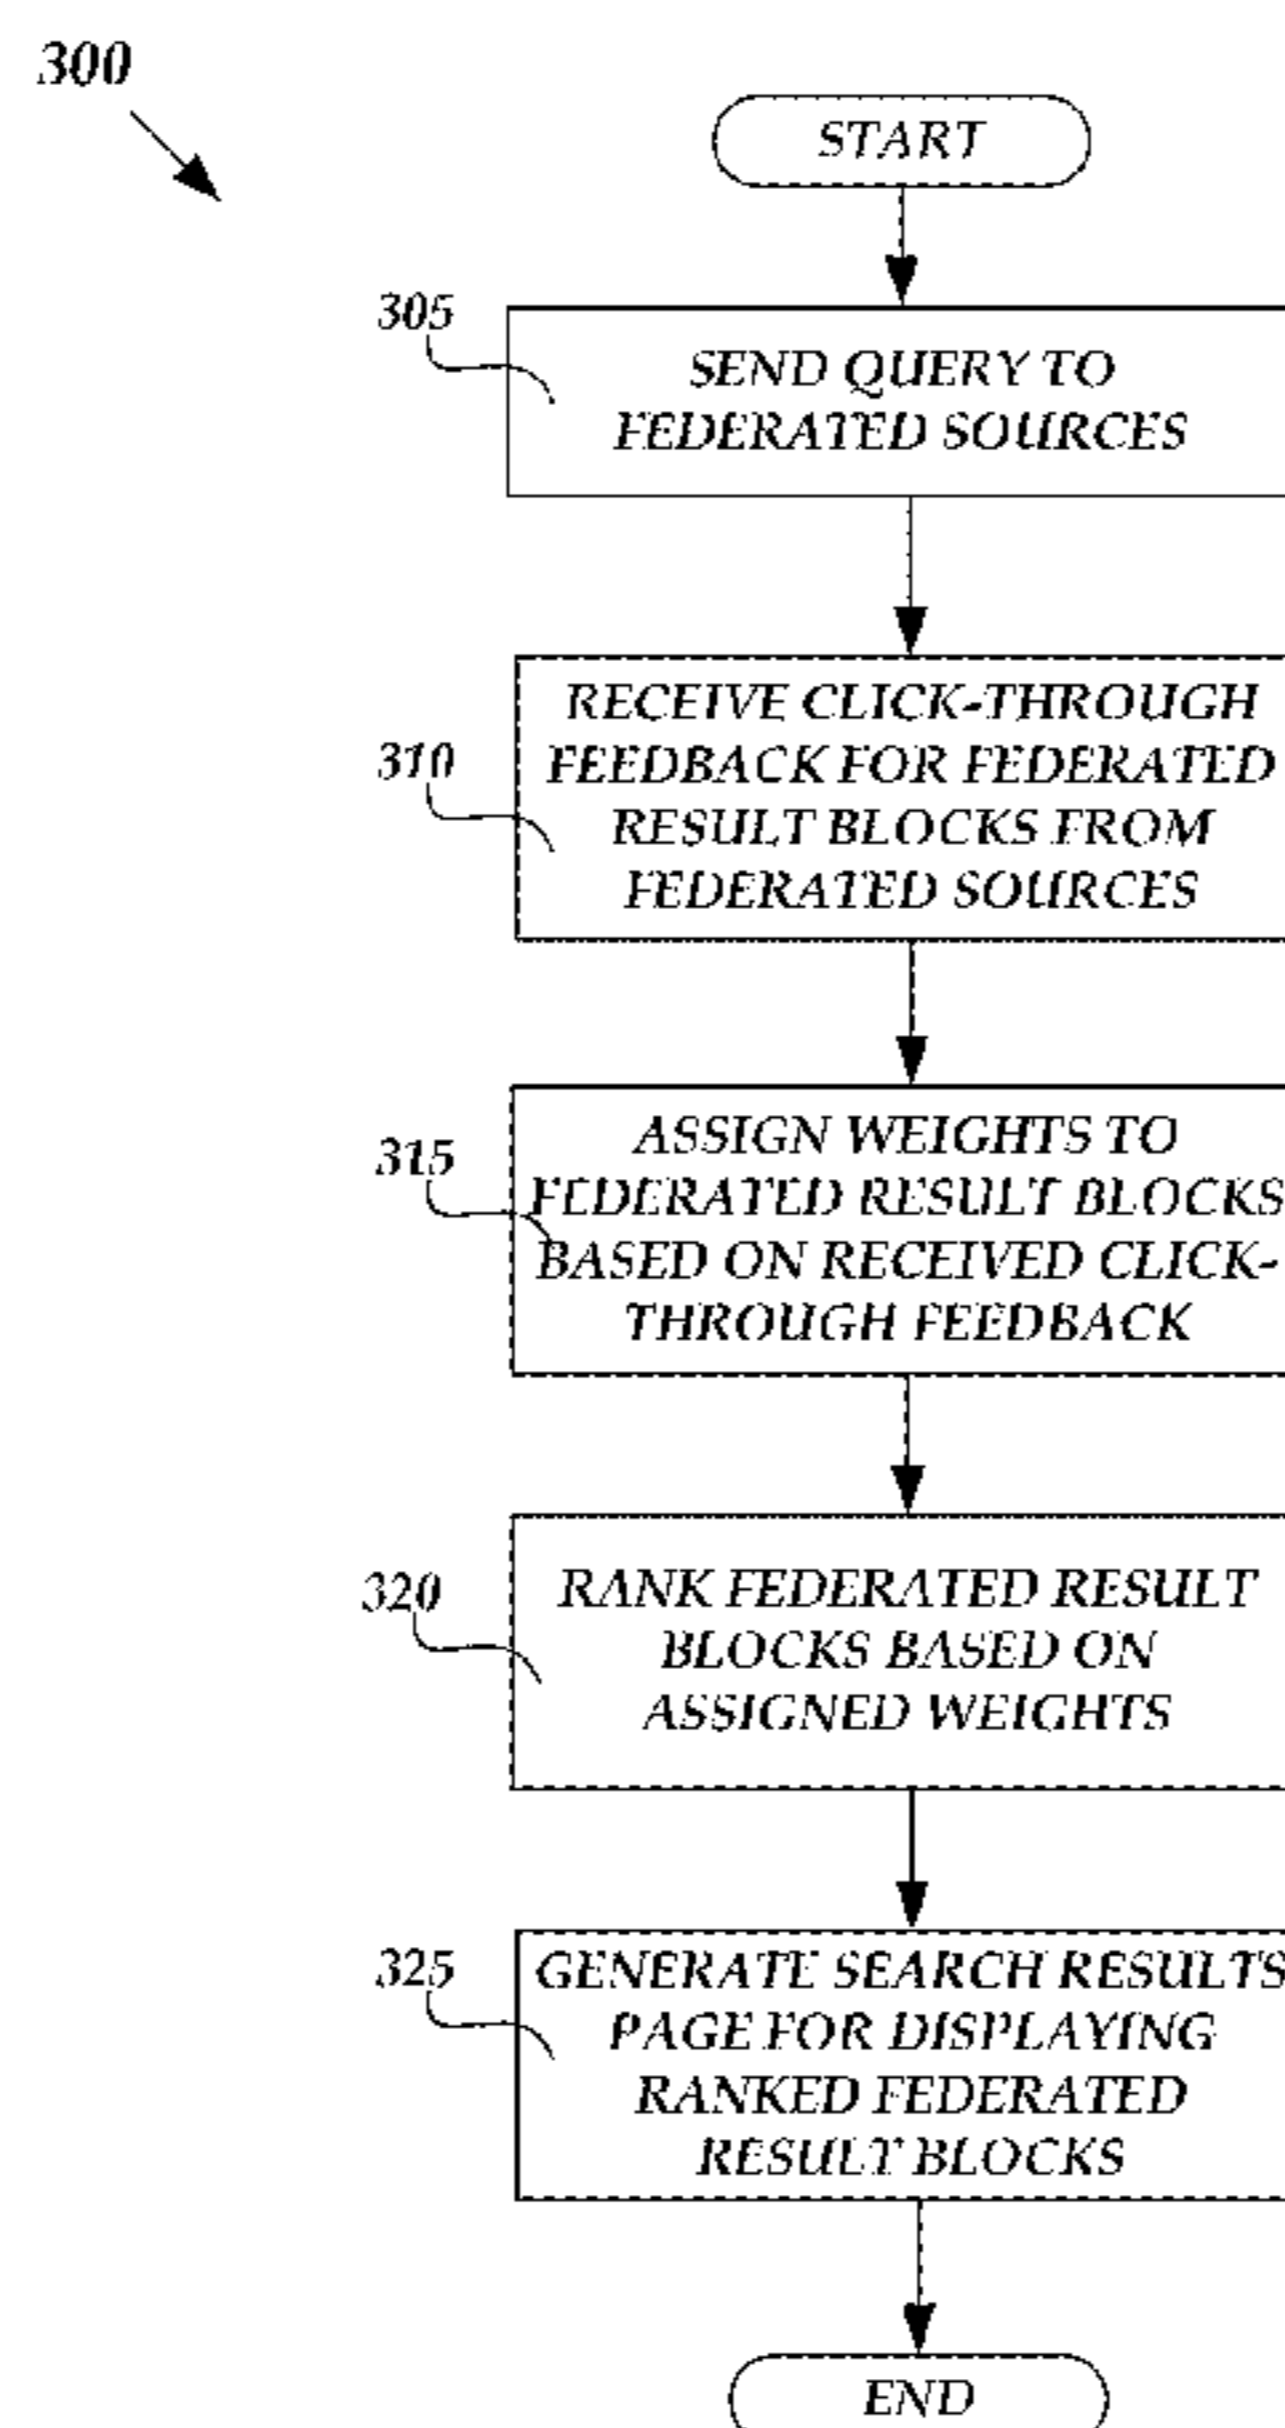 300
START
305
SEND QUERY TO
FEDERATED SOURCES
310
RECEIVE CLICK-THROUGH
FEEDBACK FOR FEDERATED
RESULT BLOCKS FROM
FEDERATED SOURCES
315
ASSIGN WEIGHTS TO
FEDERATED RESULT BLOCKS
BASED ON RECEIVED CLICK-
THROUGH FEEDBACK
320
RANK FEDERATED RESULT
BLOCKS BASED ON
ASSIGNED WEIGHTS
325
GENERATE SEARCH RESULTS
PAGE FOR DISPLAYING
RANKED FEDERATED
RESULT BLOCKS
END